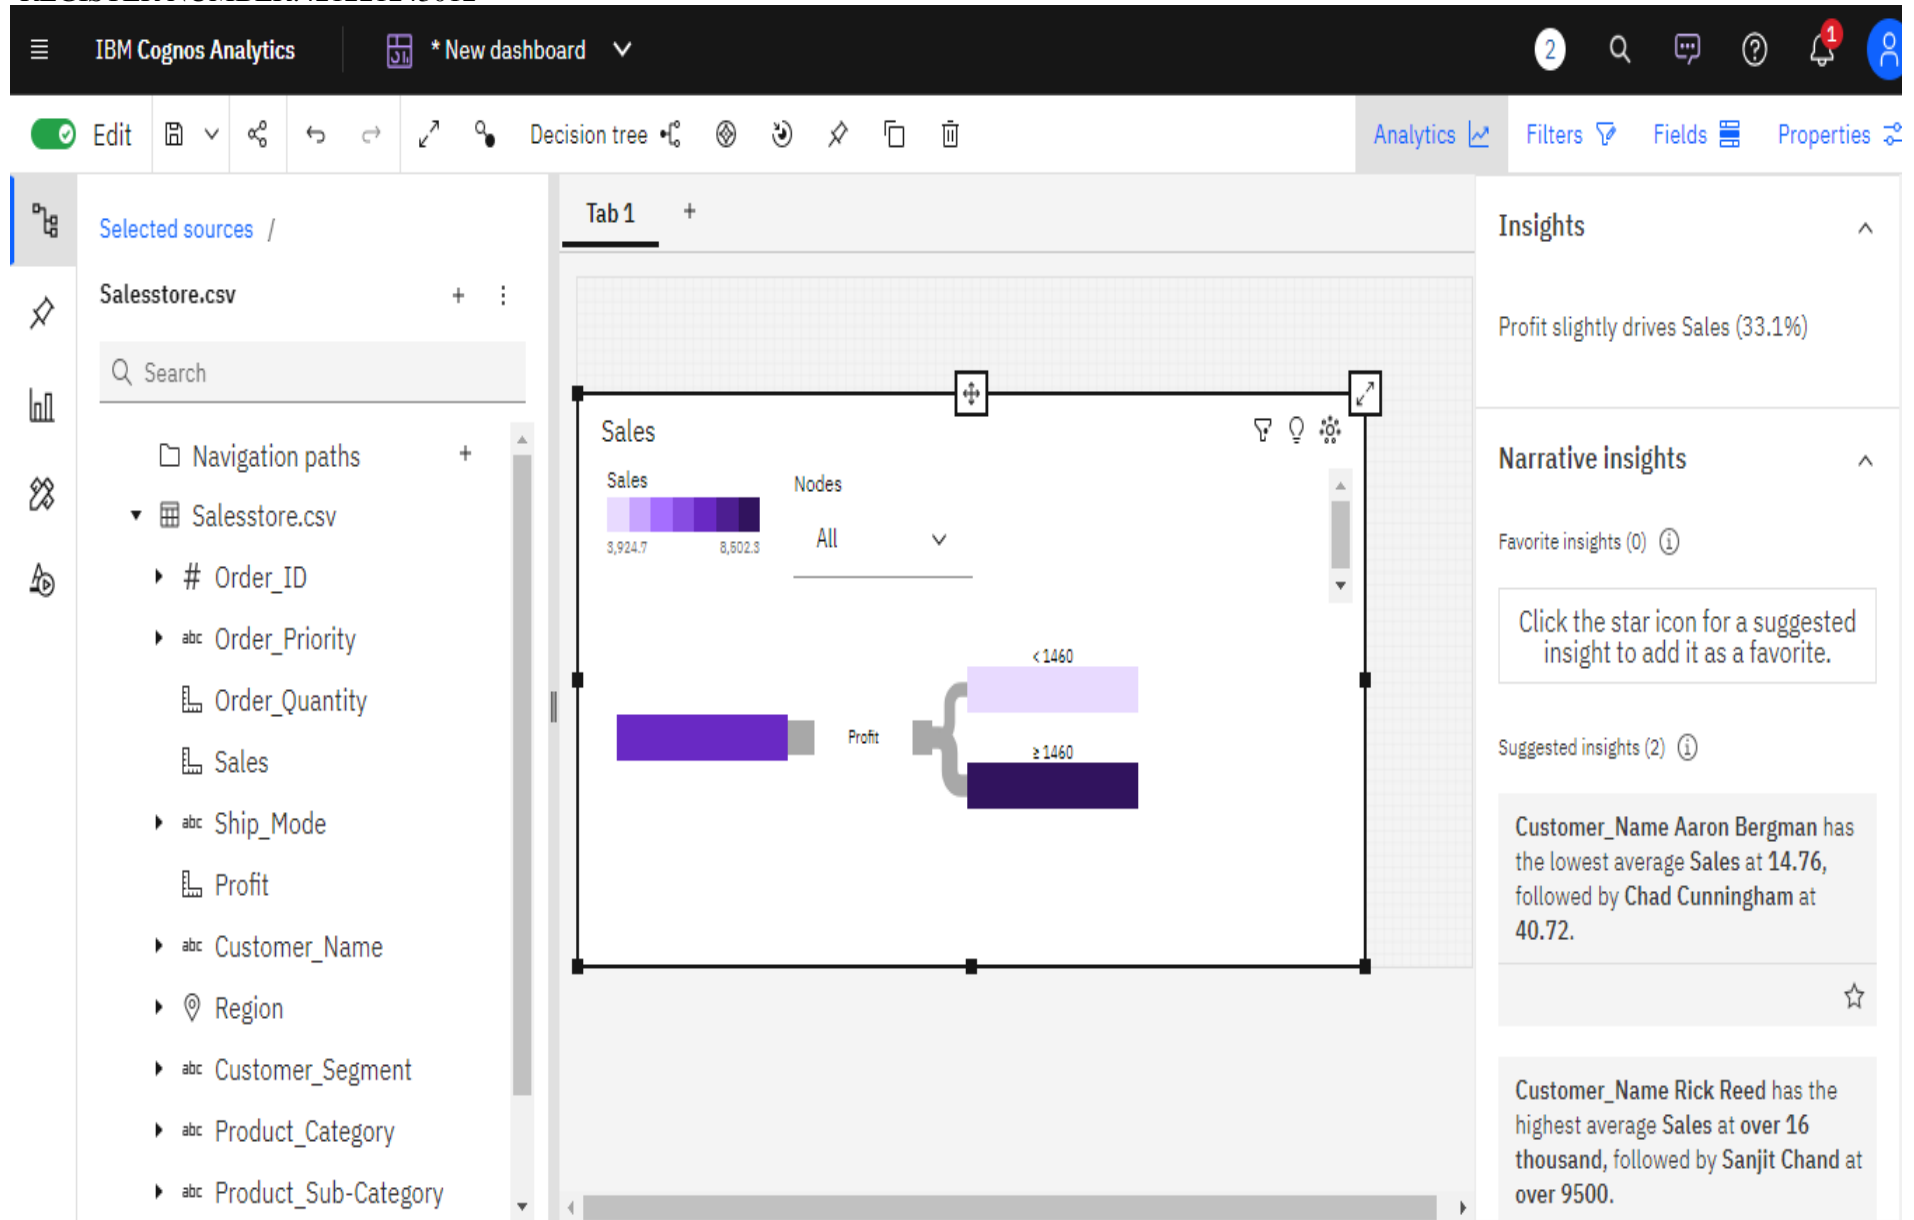 IBM Cognos Analytics
* New dashboard
2
1
Edit
Decision tree
Analytics
Filters
Fields
Properties
Selected sources /
Salesstore.csv
Search
Navigation paths
Salesstore.csv
# Order_ID
abc Order_Priority
Order_Quantity
Sales
abc Ship_Mode
Profit
abc Customer_Name
Region
abc Customer_Segment
abc Product_Category
abc Product_Sub-Category
Tab 1
Sales
Sales
3,924.7 8,502.3
Nodes
All
Profit
< 1460
≥ 1460
Insights
Profit slightly drives Sales (33.1%)
Narrative insights
Favorite insights (0)
Click the star icon for a suggested
insight to add it as a favorite.
Suggested insights (2)
Customer_Name Aaron Bergman has
the lowest average Sales at 14.76,
followed by Chad Cunningham at
40.72.
Customer_Name Rick Reed has the
highest average Sales at over 16
thousand, followed by Sanjit Chand at
over 9500.